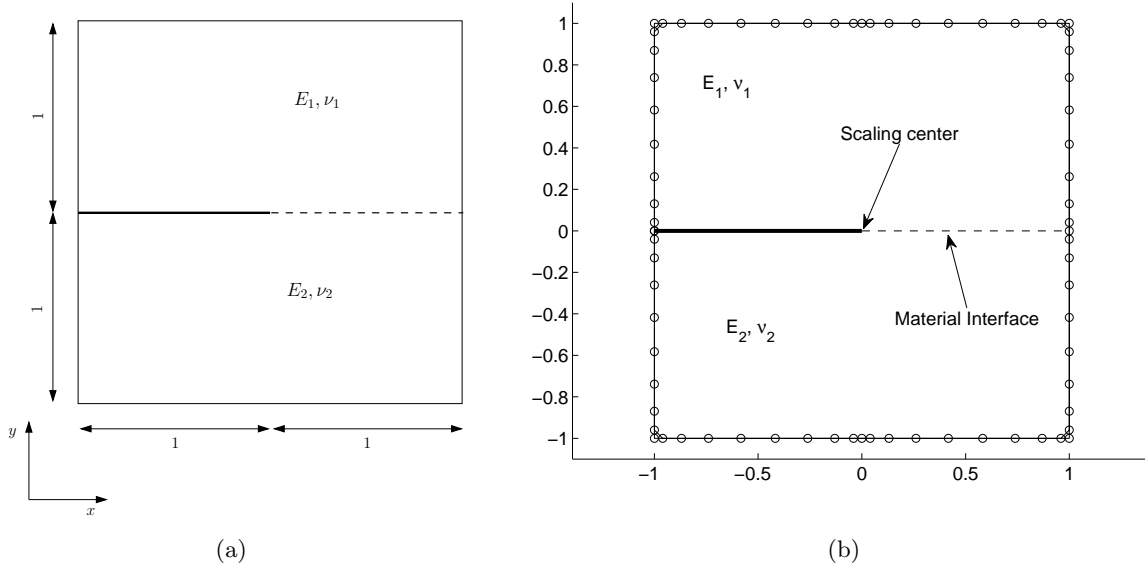 1
E₁, ν₁
1
E₂, ν₂
1
1
y
x
(a)
1
0.8
0.6
0.4
0.2
0
−0.2
−0.4
−0.6
−0.8
−1
E₁, ν₁
Scaling center
E₂, ν₂
Material Interface
−1
−0.5
0
0.5
1
(b)